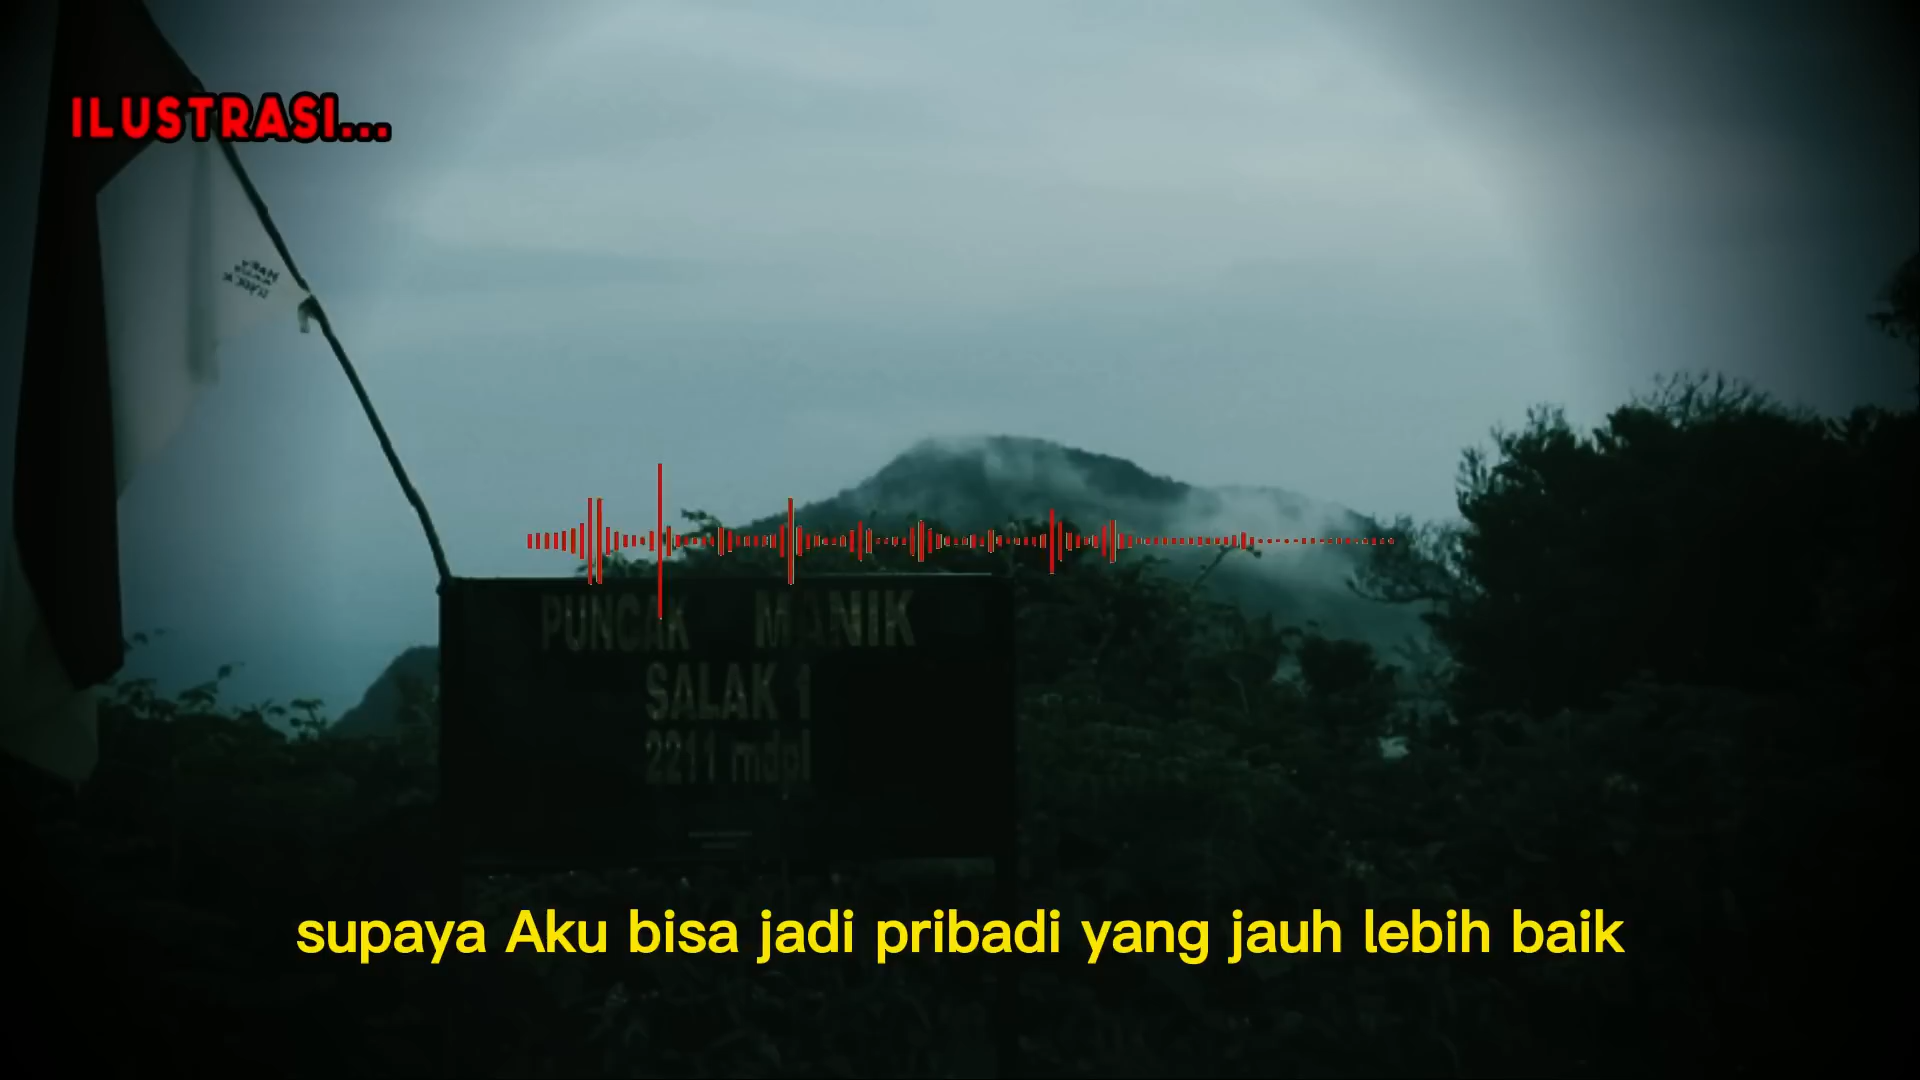 ILUSTRASI...
PUNCAK MANIK
SALAK 1
2211 mdpl
supaya Aku bisa jadi pribadi yang jauh lebih baik